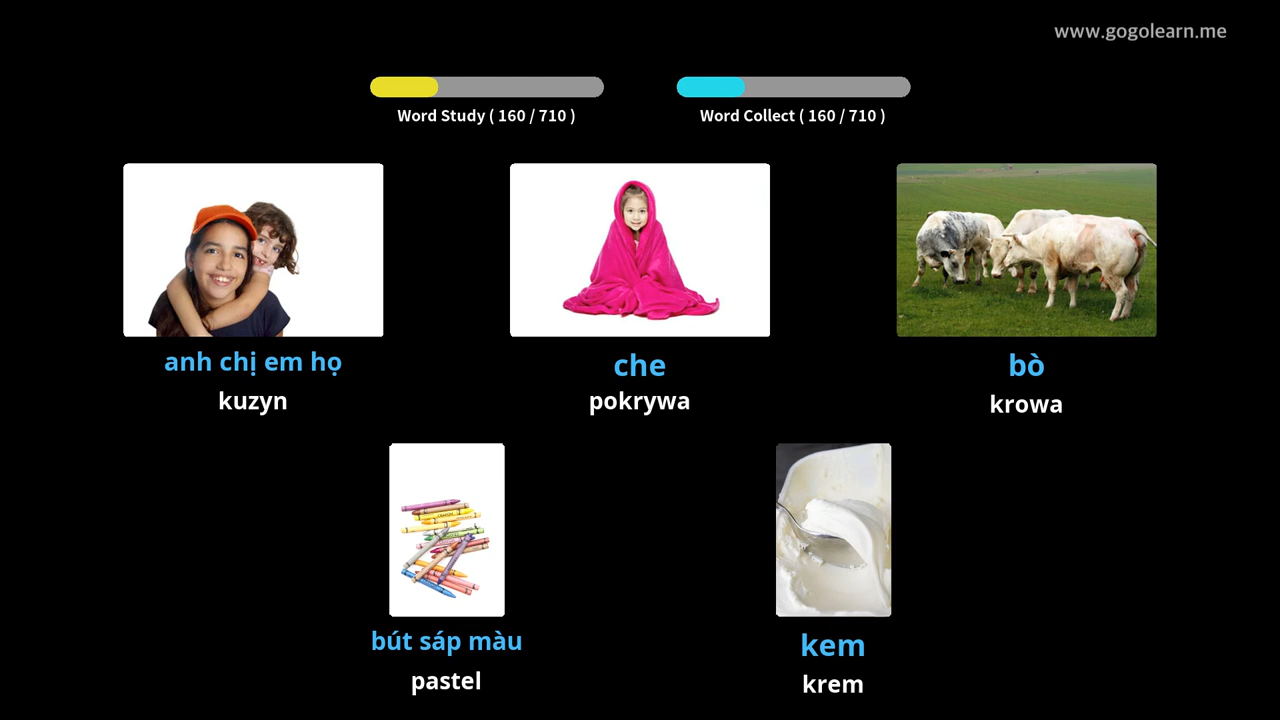 www.gogolearn.me
Word Study ( 160 / 710 )
Word Collect ( 160 / 710 )
anh chị em họ
kuzyn
che
pokrywa
bò
krowa
bút sáp màu
pastel
kem
krem